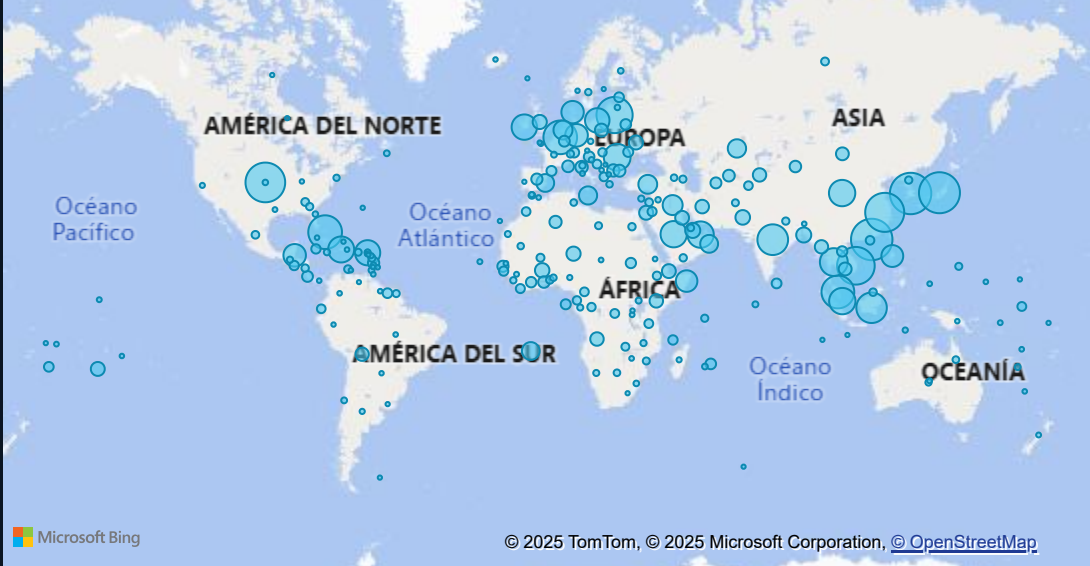 AMÉRICA DEL NORTE
EUROPA
ASIA
Océano
Pacífico
Océano
Atlántico
ÁFRICA
AMÉRICA DEL SUR
Océano
Índico
OCEANÍA
Microsoft Bing
© 2025 TomTom, © 2025 Microsoft Corporation, © OpenStreetMap